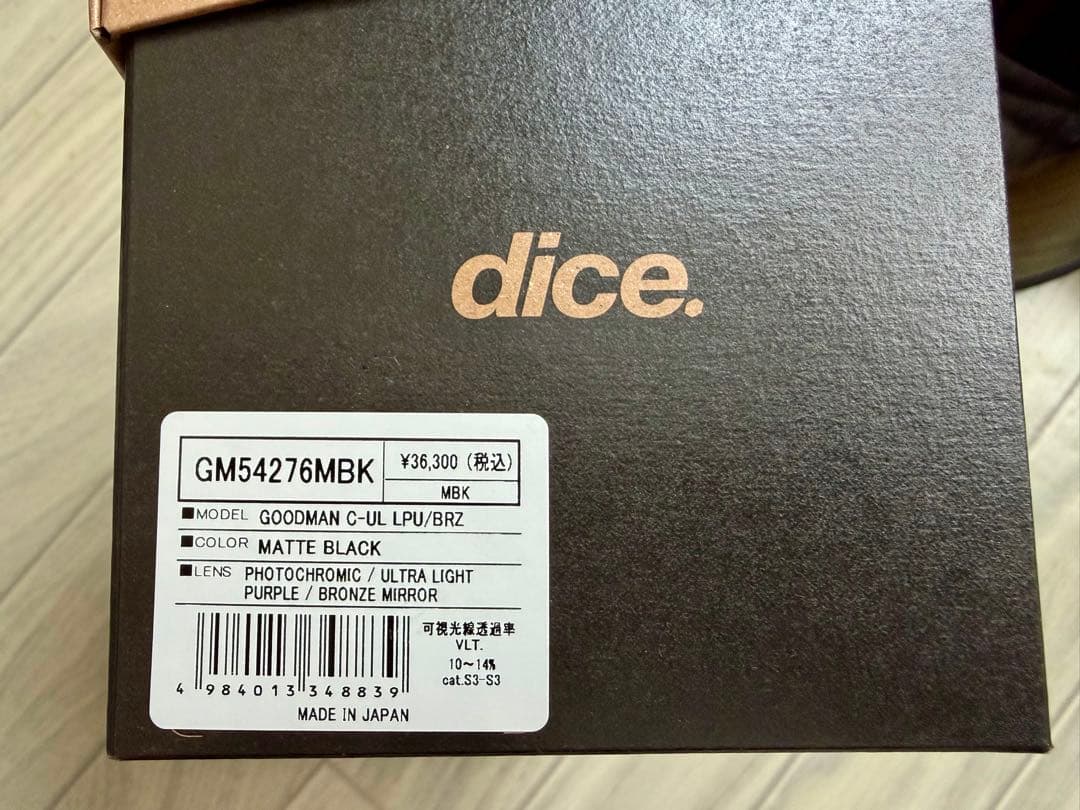 dice.
GM54276MBK
¥36,300 (税込)
MBK
■MODEL GOODMAN C-UL LPU/BRZ
■COLOR MATTE BLACK
■LENS PHOTOCHROMIC / ULTRA LIGHT
PURPLE / BRONZE MIRROR
可視光線透過率
VLT.
10〜14%
cat.S3-S3
4 984013 348839
MADE IN JAPAN